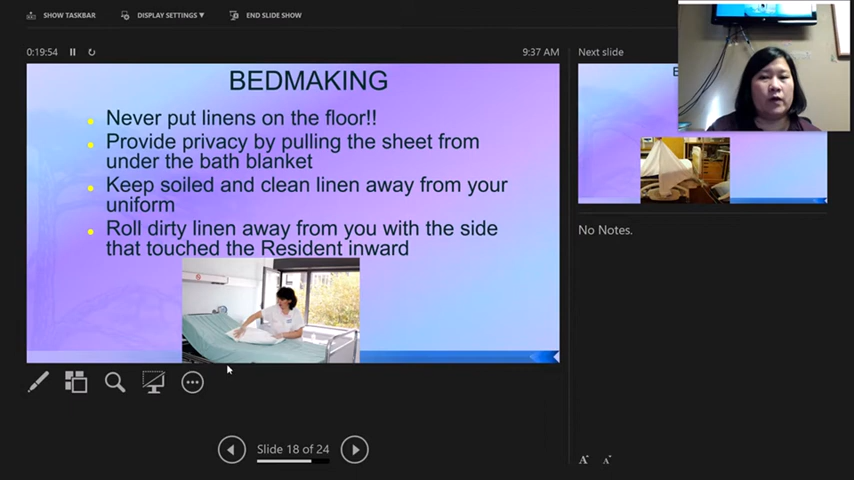 SHOW TASKBAR
DISPLAY SETTINGS ▼
END SLIDE SHOW
0:19:54
9:37 AM
Next slide
BEDMAKING
• Never put linens on the floor!!
• Provide privacy by pulling the sheet from
under the bath blanket
• Keep soiled and clean linen away from your
uniform
• Roll dirty linen away from you with the side
that touched the Resident inward
No Notes.
Slide 18 of 24
A A